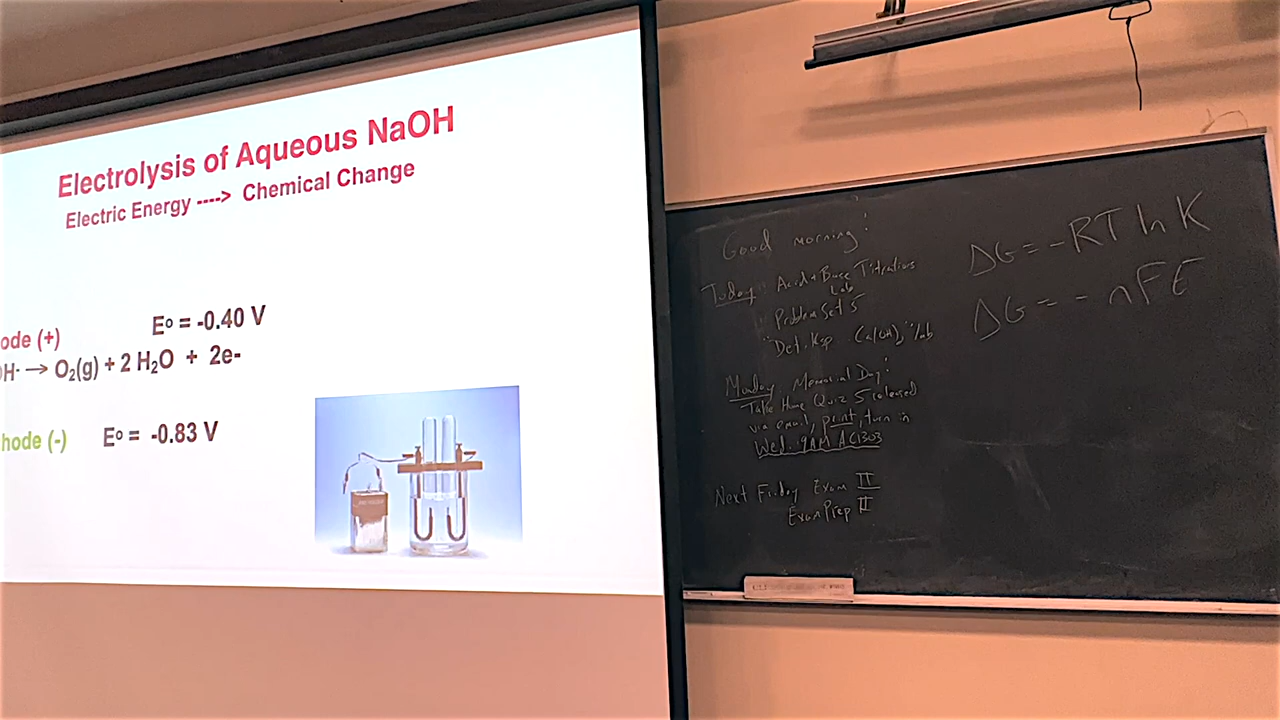 Electrolysis of Aqueous NaOH
Electric Energy ----> Chemical Change
ode (+)
E° = -0.40 V
H- → O₂(g) + 2 H₂O + 2e-
hode (-)
E° = -0.83 V
Good morning!
Today: Acid + Base Titrations
Lab
Problem Set 5
"Det. Ksp Ca(OH)₂" lab
Monday Memorial Day!
Take Home Quiz 5 released
via email, print, turn in
Wed. 9AM AC1303
Next Friday Exam II
Exam Prep II
ΔG = -RT ln K
ΔG = - nFE